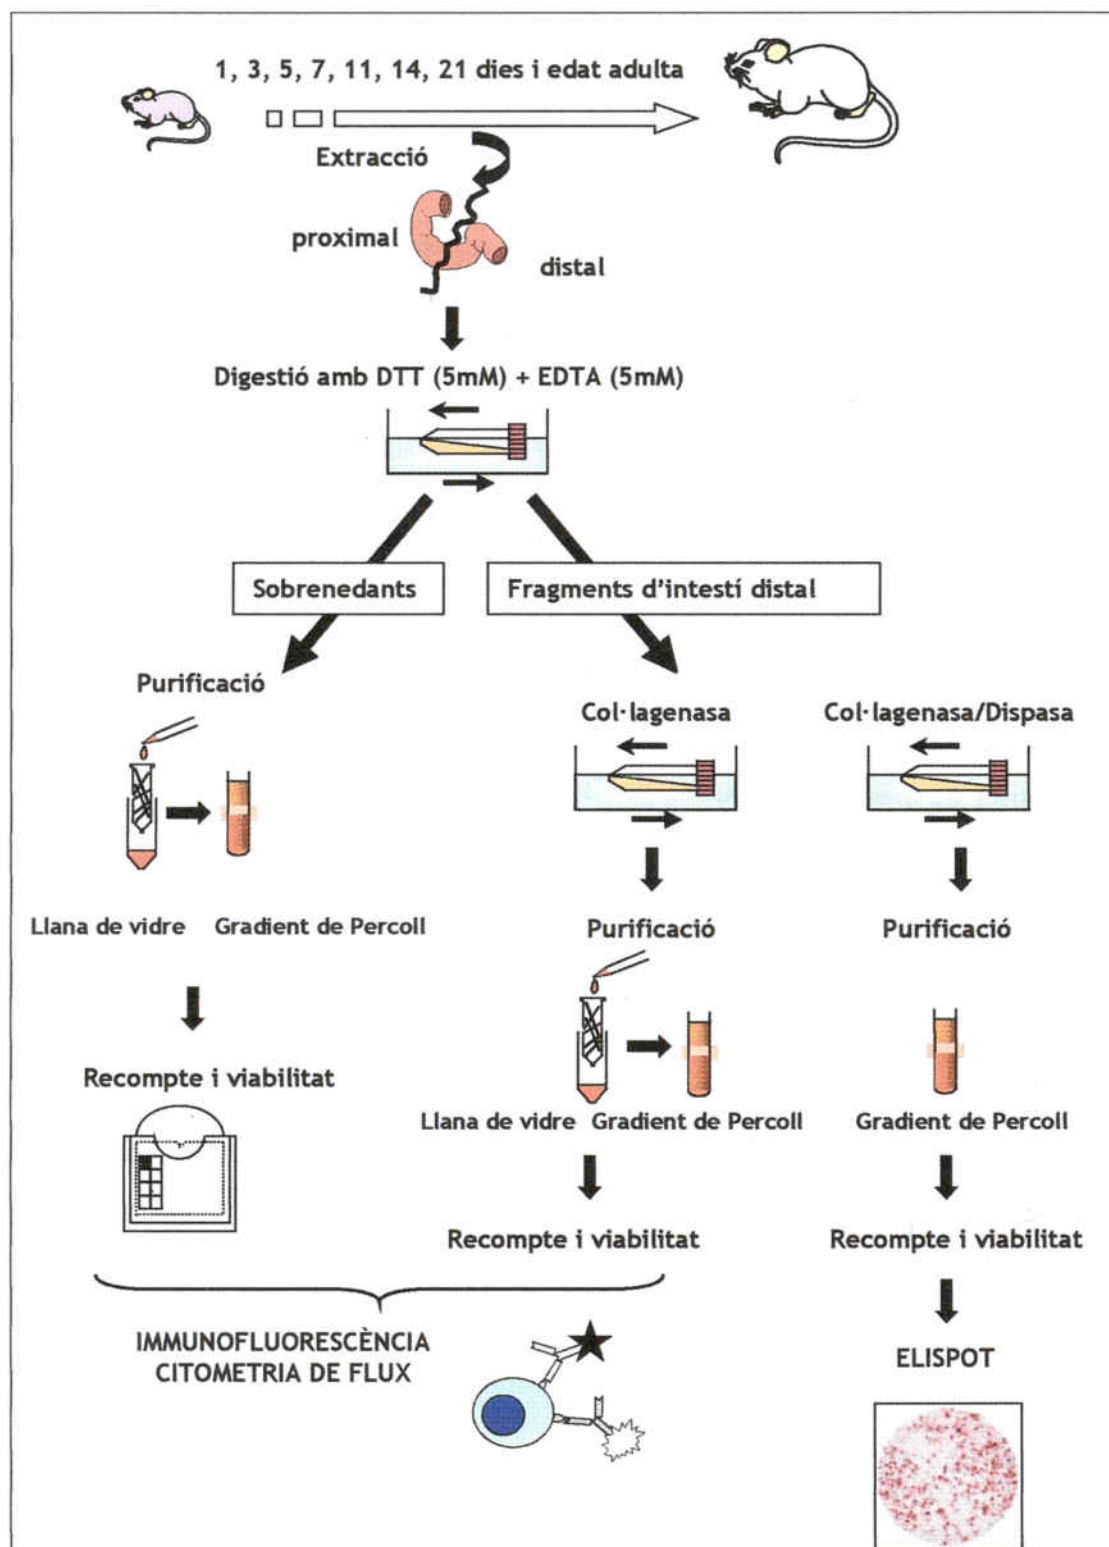 1, 3, 5, 7, 11, 14, 21 dies i edat adulta
Extracció
proximal
distal
Digestió amb DTT (5mM) + EDTA (5mM)
Sobrenedants
Fragments d'intestí distal
Purificació
Llana de vidre
Gradient de Percoll
Recompte i viabilitat
Col·lagenasa
Col·lagenasa/Dispasa
Purificació
Purificació
Llana de vidre
Gradient de Percoll
Gradient de Percoll
Recompte i viabilitat
Recompte i viabilitat
IMMUNOFLUORESCÈNCIA
CITOMETRIA DE FLUX
ELISPOT